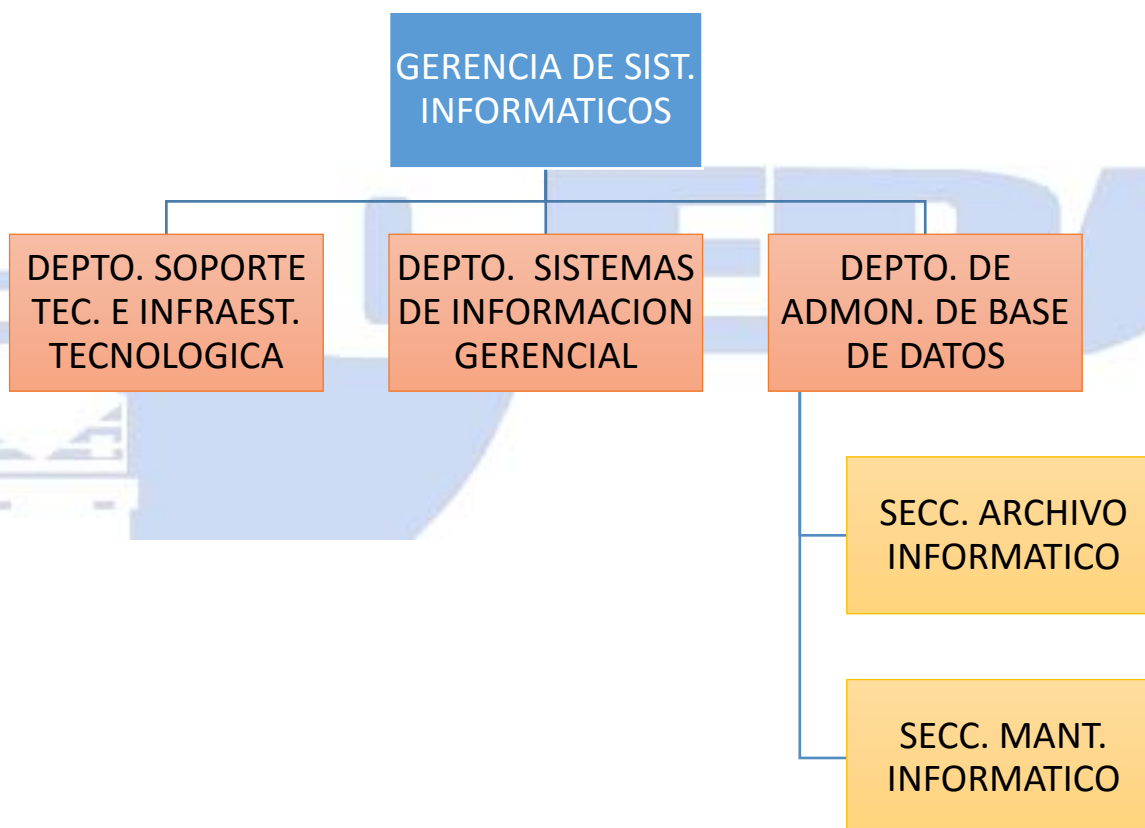 GERENCIA DE SIST.
INFORMATICOS
DEPTO. SOPORTE
TEC. E INFRAEST.
TECNOLOGICA
DEPTO. SISTEMAS
DE INFORMACION
GERENCIAL
DEPTO. DE
ADMON. DE BASE
DE DATOS
SECC. ARCHIVO
INFORMATICO
SECC. MANT.
INFORMATICO